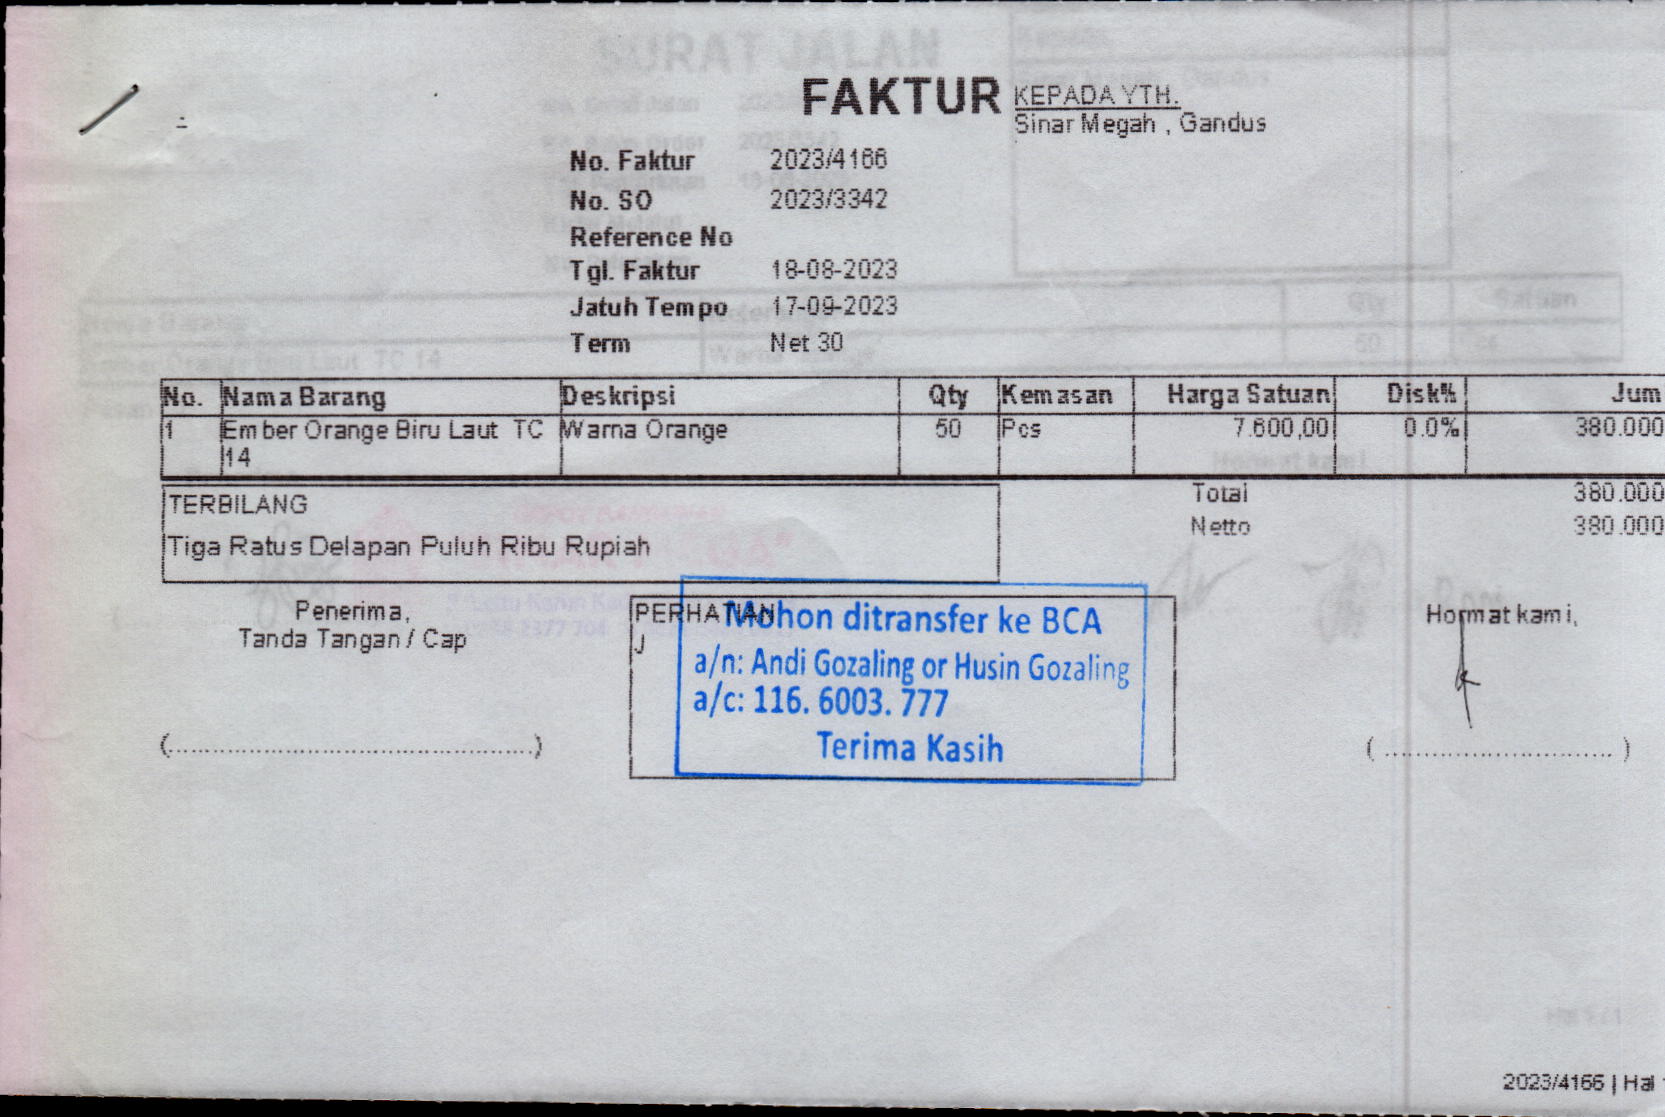 FAKTUR
KEPADA YTH.
Sinar Megah , Gandus
No. Faktur 2023/4166
No. SO 2023/3342
Reference No
Tgl. Faktur 18-08-2023
Jatuh Tempo 17-09-2023
Term Net 30
No. Nama Barang Deskripsi Qty Kemasan Harga Satuan Disk% Jum
1 Ember Orange Biru Laut TC Warna Orange 50 Pcs 7.600,00 0.0% 380.000
14
TERBILANG
Tiga Ratus Delapan Puluh Ribu Rupiah
Total 380.000
Netto 380.000
Penerima,
Tanda Tangan / Cap
PERHATIAN
Mohon ditransfer ke BCA
a/n: Andi Gozaling or Husin Gozaling
a/c: 116. 6003. 777
Terima Kasih
Hormat kami,
2023/4166 | Hal